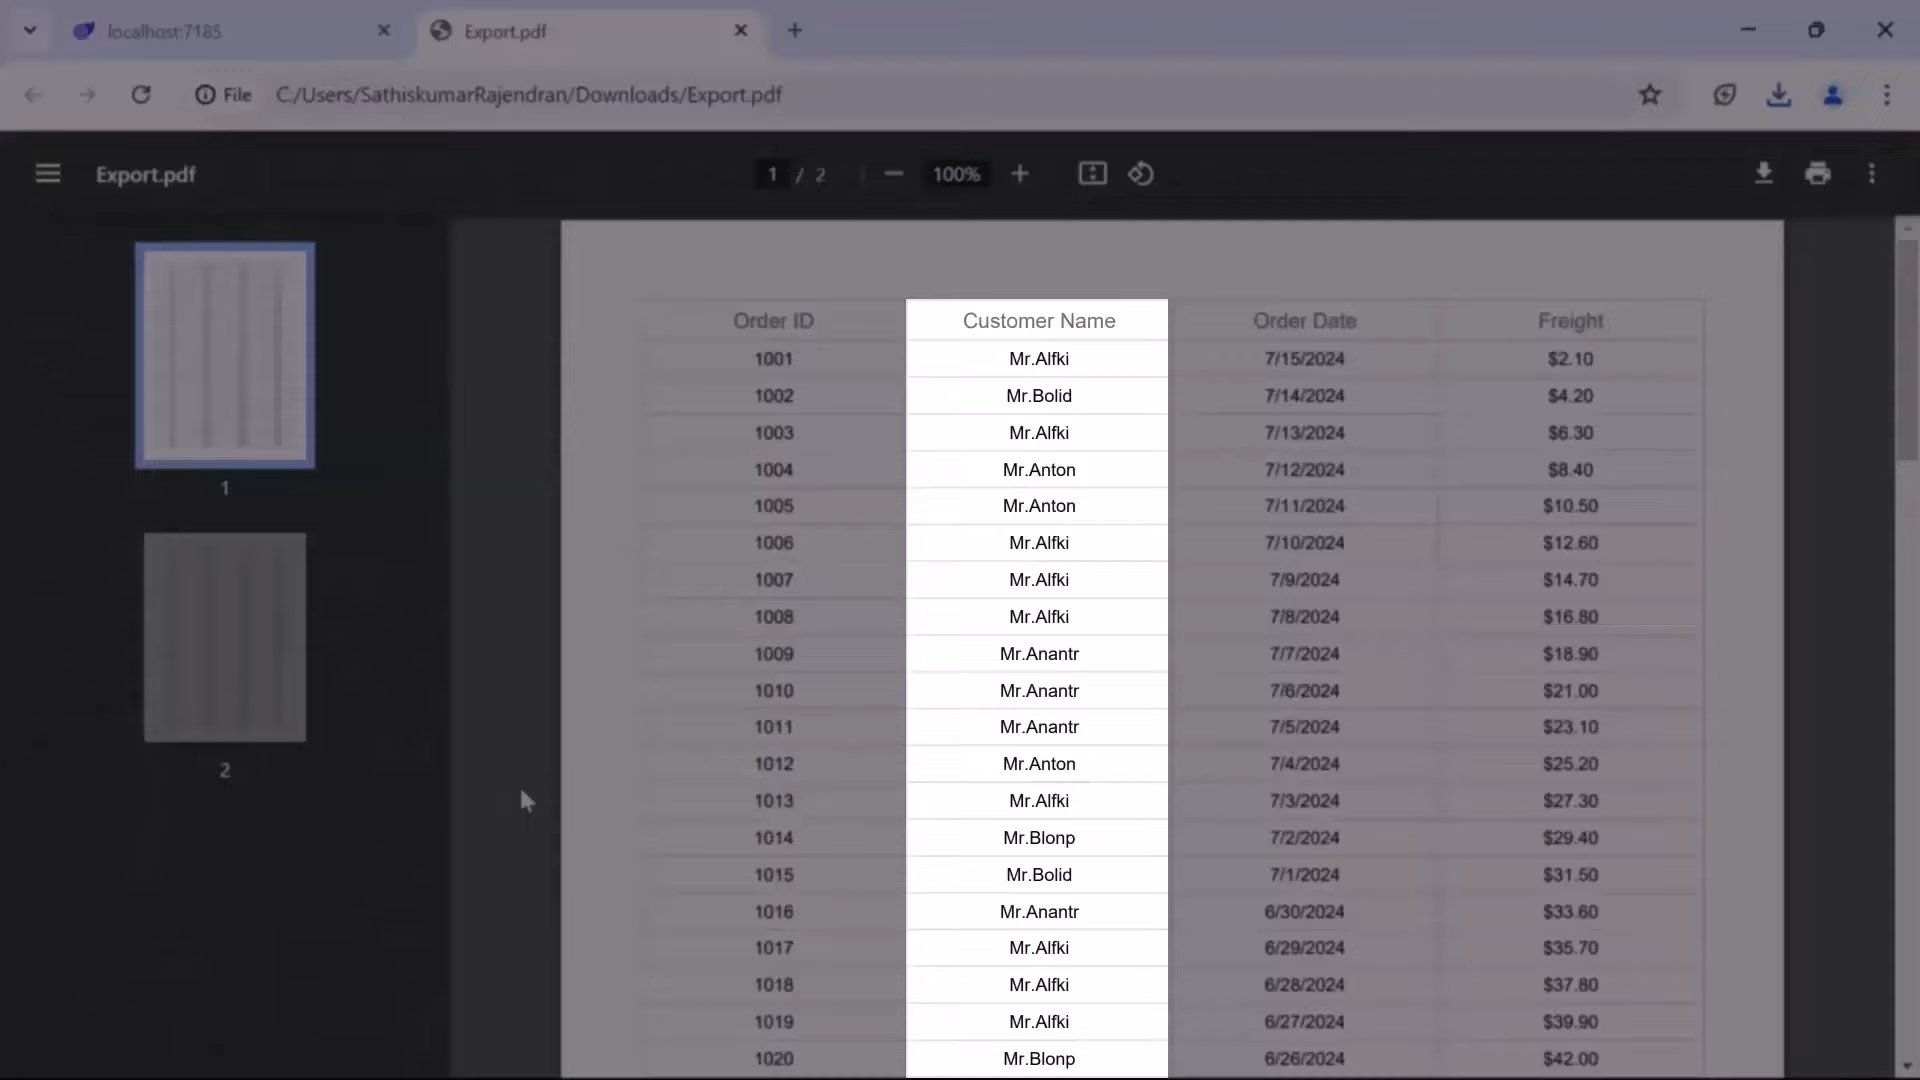 localhost:7185
Export.pdf
File C:/Users/SathiskumarRajendran/Downloads/Export.pdf
Export.pdf 1 / 2 100%
1
2
Order ID Customer Name Order Date Freight
1001 Mr.Alfki 7/15/2024 $2.10
1002 Mr.Bolid 7/14/2024 $4.20
1003 Mr.Alfki 7/13/2024 $6.30
1004 Mr.Anton 7/12/2024 $8.40
1005 Mr.Anton 7/11/2024 $10.50
1006 Mr.Alfki 7/10/2024 $12.60
1007 Mr.Alfki 7/9/2024 $14.70
1008 Mr.Alfki 7/8/2024 $16.80
1009 Mr.Anantr 7/7/2024 $18.90
1010 Mr.Anantr 7/6/2024 $21.00
1011 Mr.Anantr 7/5/2024 $23.10
1012 Mr.Anton 7/4/2024 $25.20
1013 Mr.Alfki 7/3/2024 $27.30
1014 Mr.Blonp 7/2/2024 $29.40
1015 Mr.Bolid 7/1/2024 $31.50
1016 Mr.Anantr 6/30/2024 $33.60
1017 Mr.Alfki 6/29/2024 $35.70
1018 Mr.Alfki 6/28/2024 $37.80
1019 Mr.Alfki 6/27/2024 $39.90
1020 Mr.Blonp 6/26/2024 $42.00